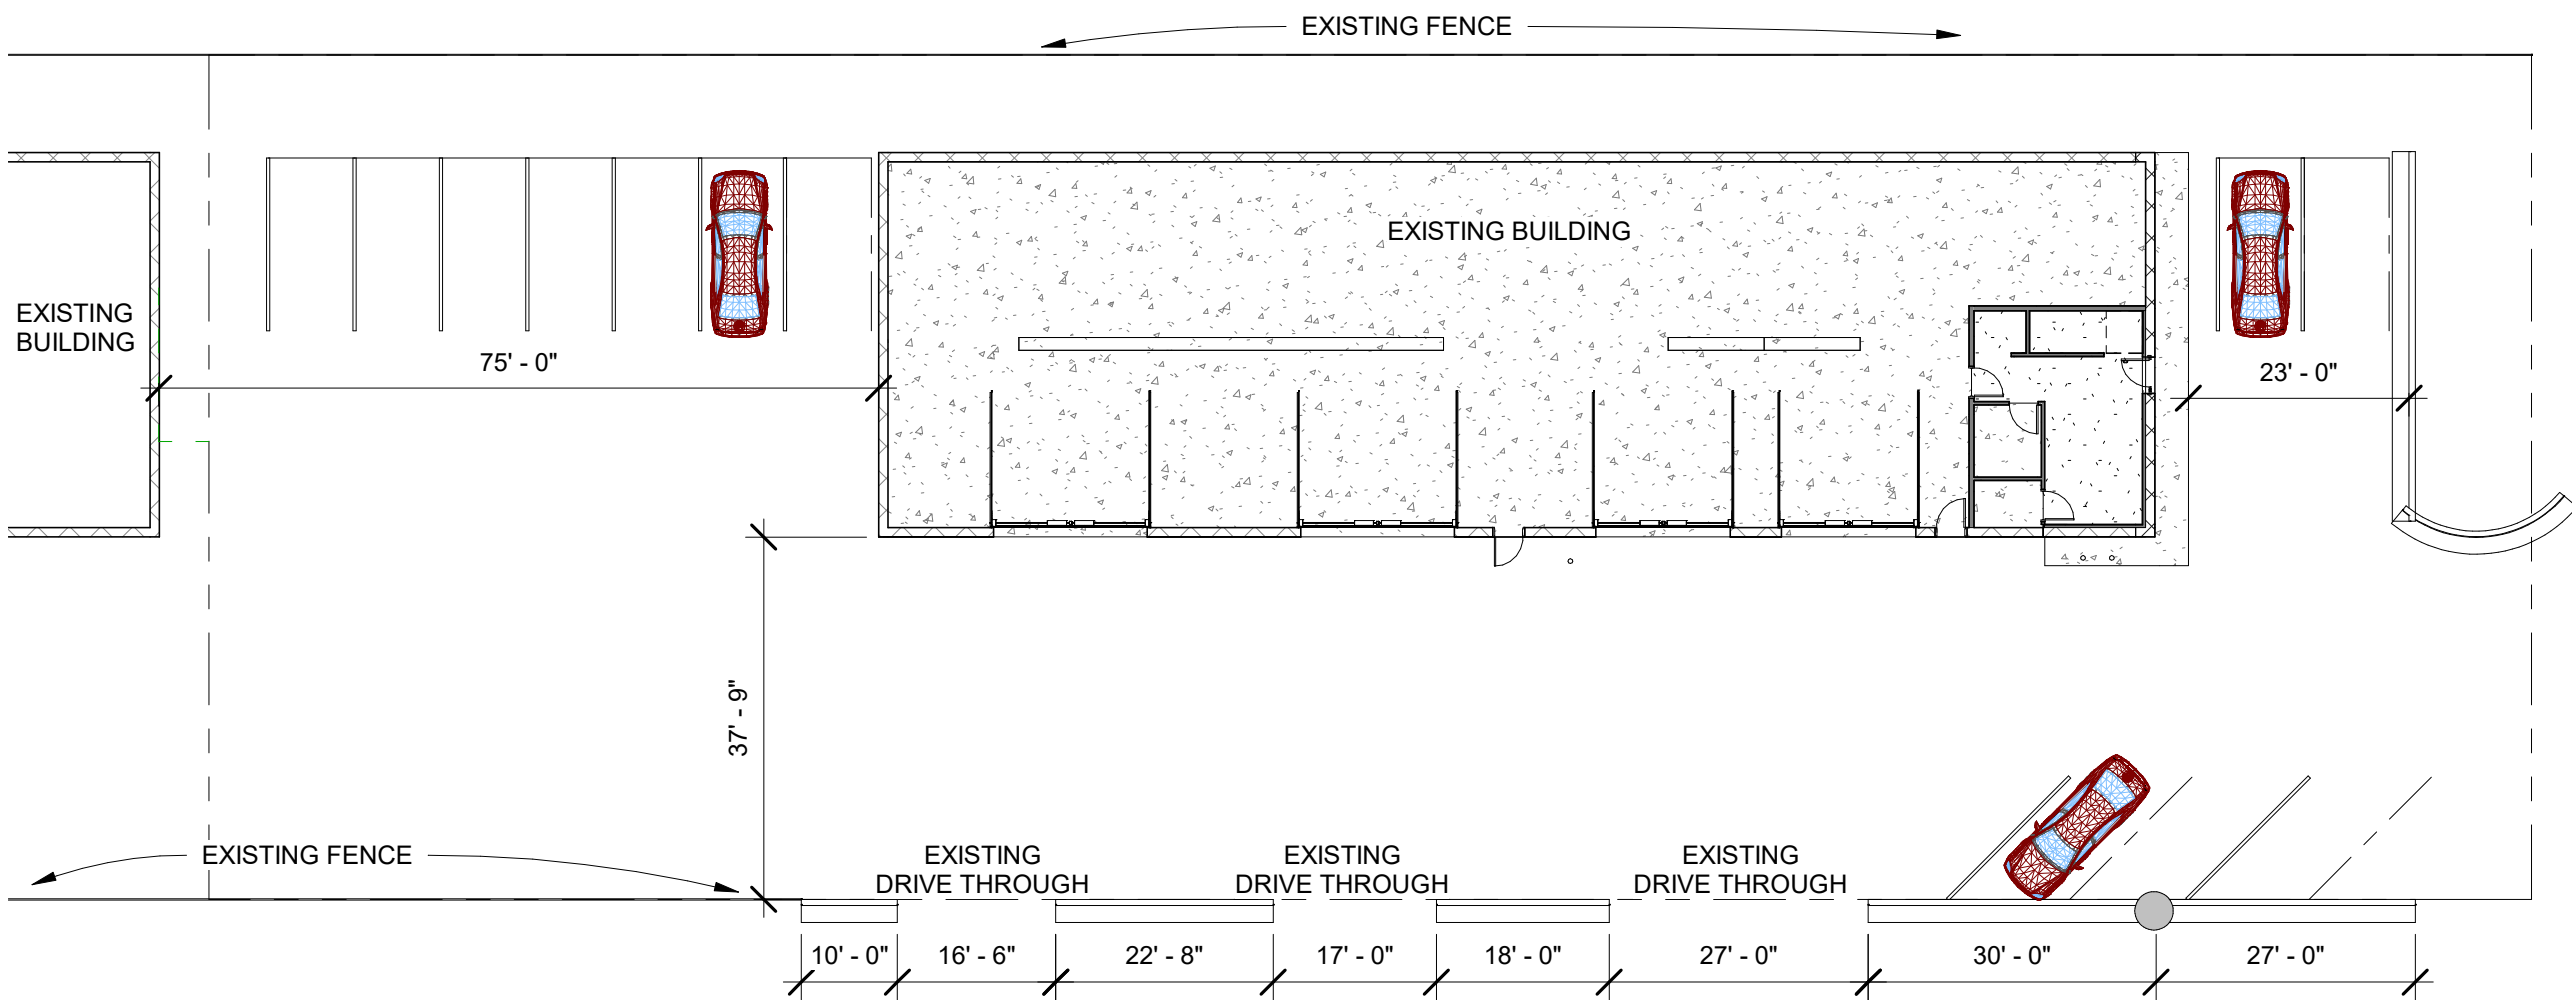 EXISTING FENCE
EXISTING BUILDING
EXISTING
BUILDING
75' - 0"
23' - 0"
37' - 9"
EXISTING FENCE
EXISTING
DRIVE THROUGH
EXISTING
DRIVE THROUGH
EXISTING
DRIVE THROUGH
10' - 0"
16' - 6"
22' - 8"
17' - 0"
18' - 0"
27' - 0"
30' - 0"
27' - 0"